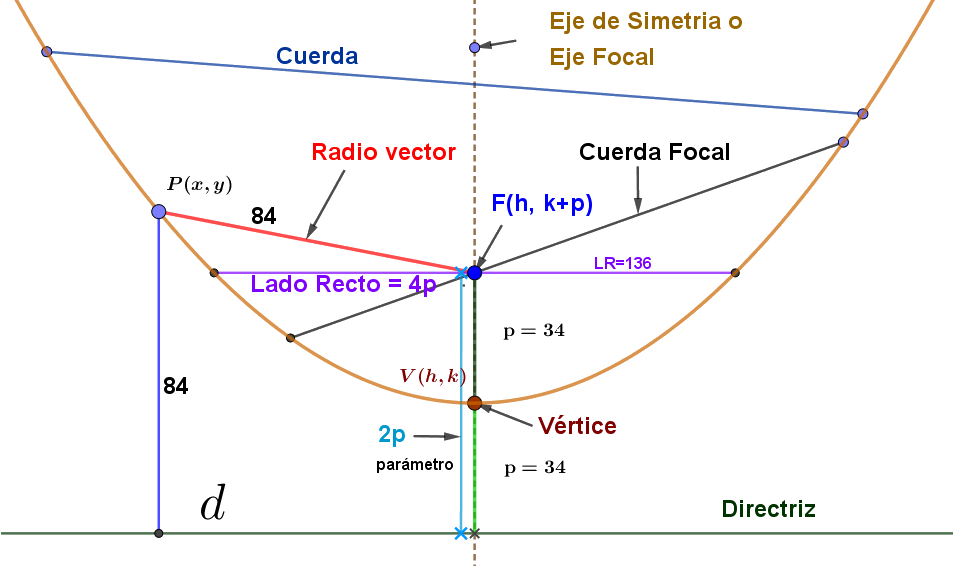 Eje de Simetria o
Eje Focal
Cuerda
Radio vector
Cuerda Focal
P(x, y)
84
F(h, k+p)
LR=136
Lado Recto = 4p
p = 34
V(h, k)
84
Vértice
2p
parámetro
p = 34
d
Directriz